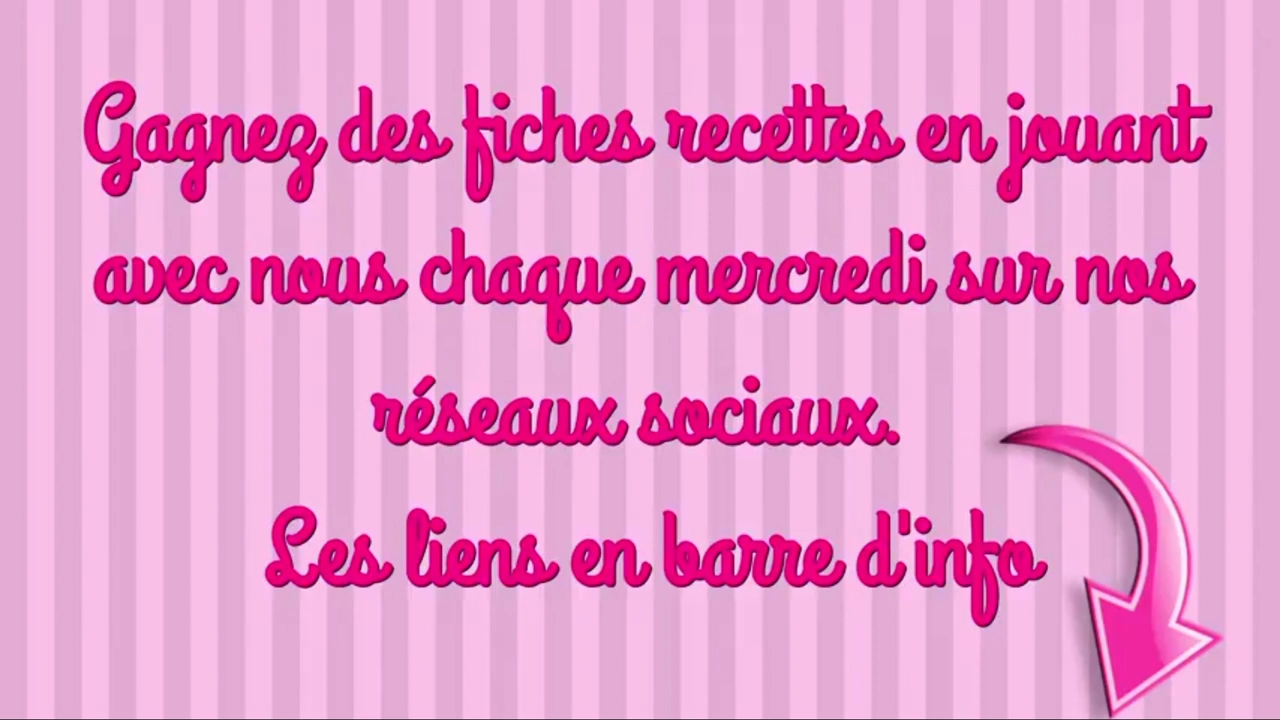 Gagnez des fiches recettes en jouant
avec nous chaque mercredi sur nos
réseaux sociaux.
Les liens en barre d'info